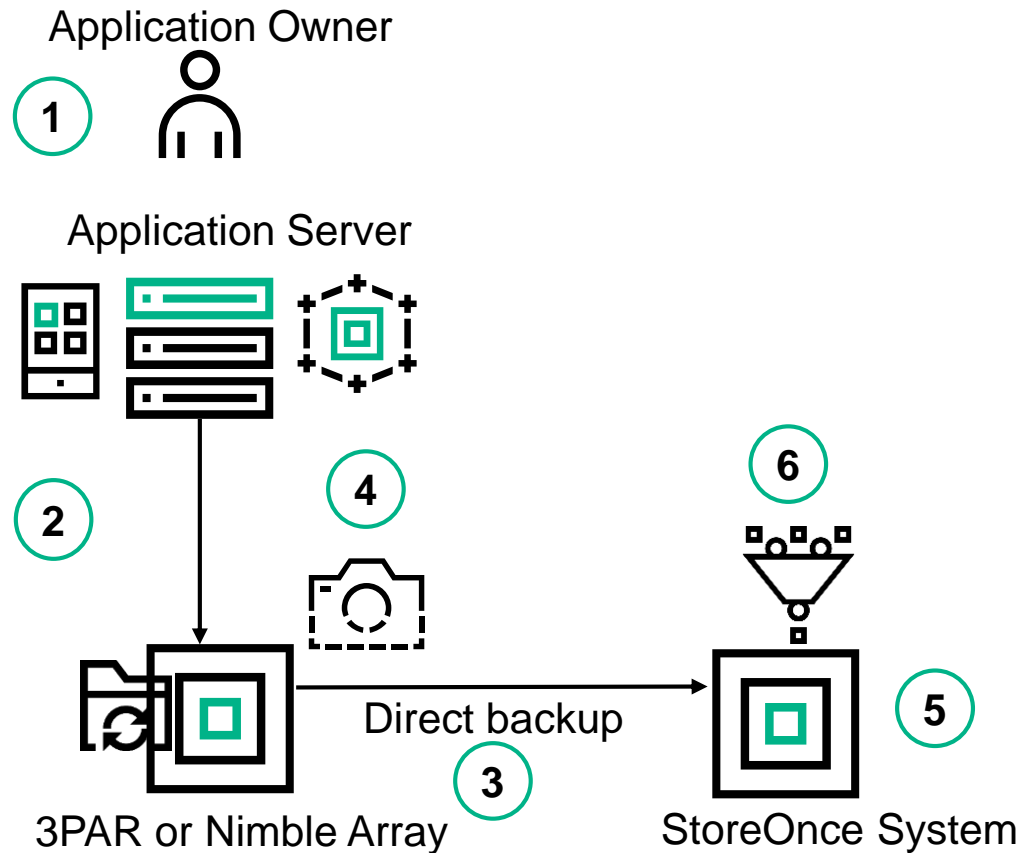 Application Owner
1
Application Server
2
4
6
Direct backup
3
5
3PAR or Nimble Array
StoreOnce System